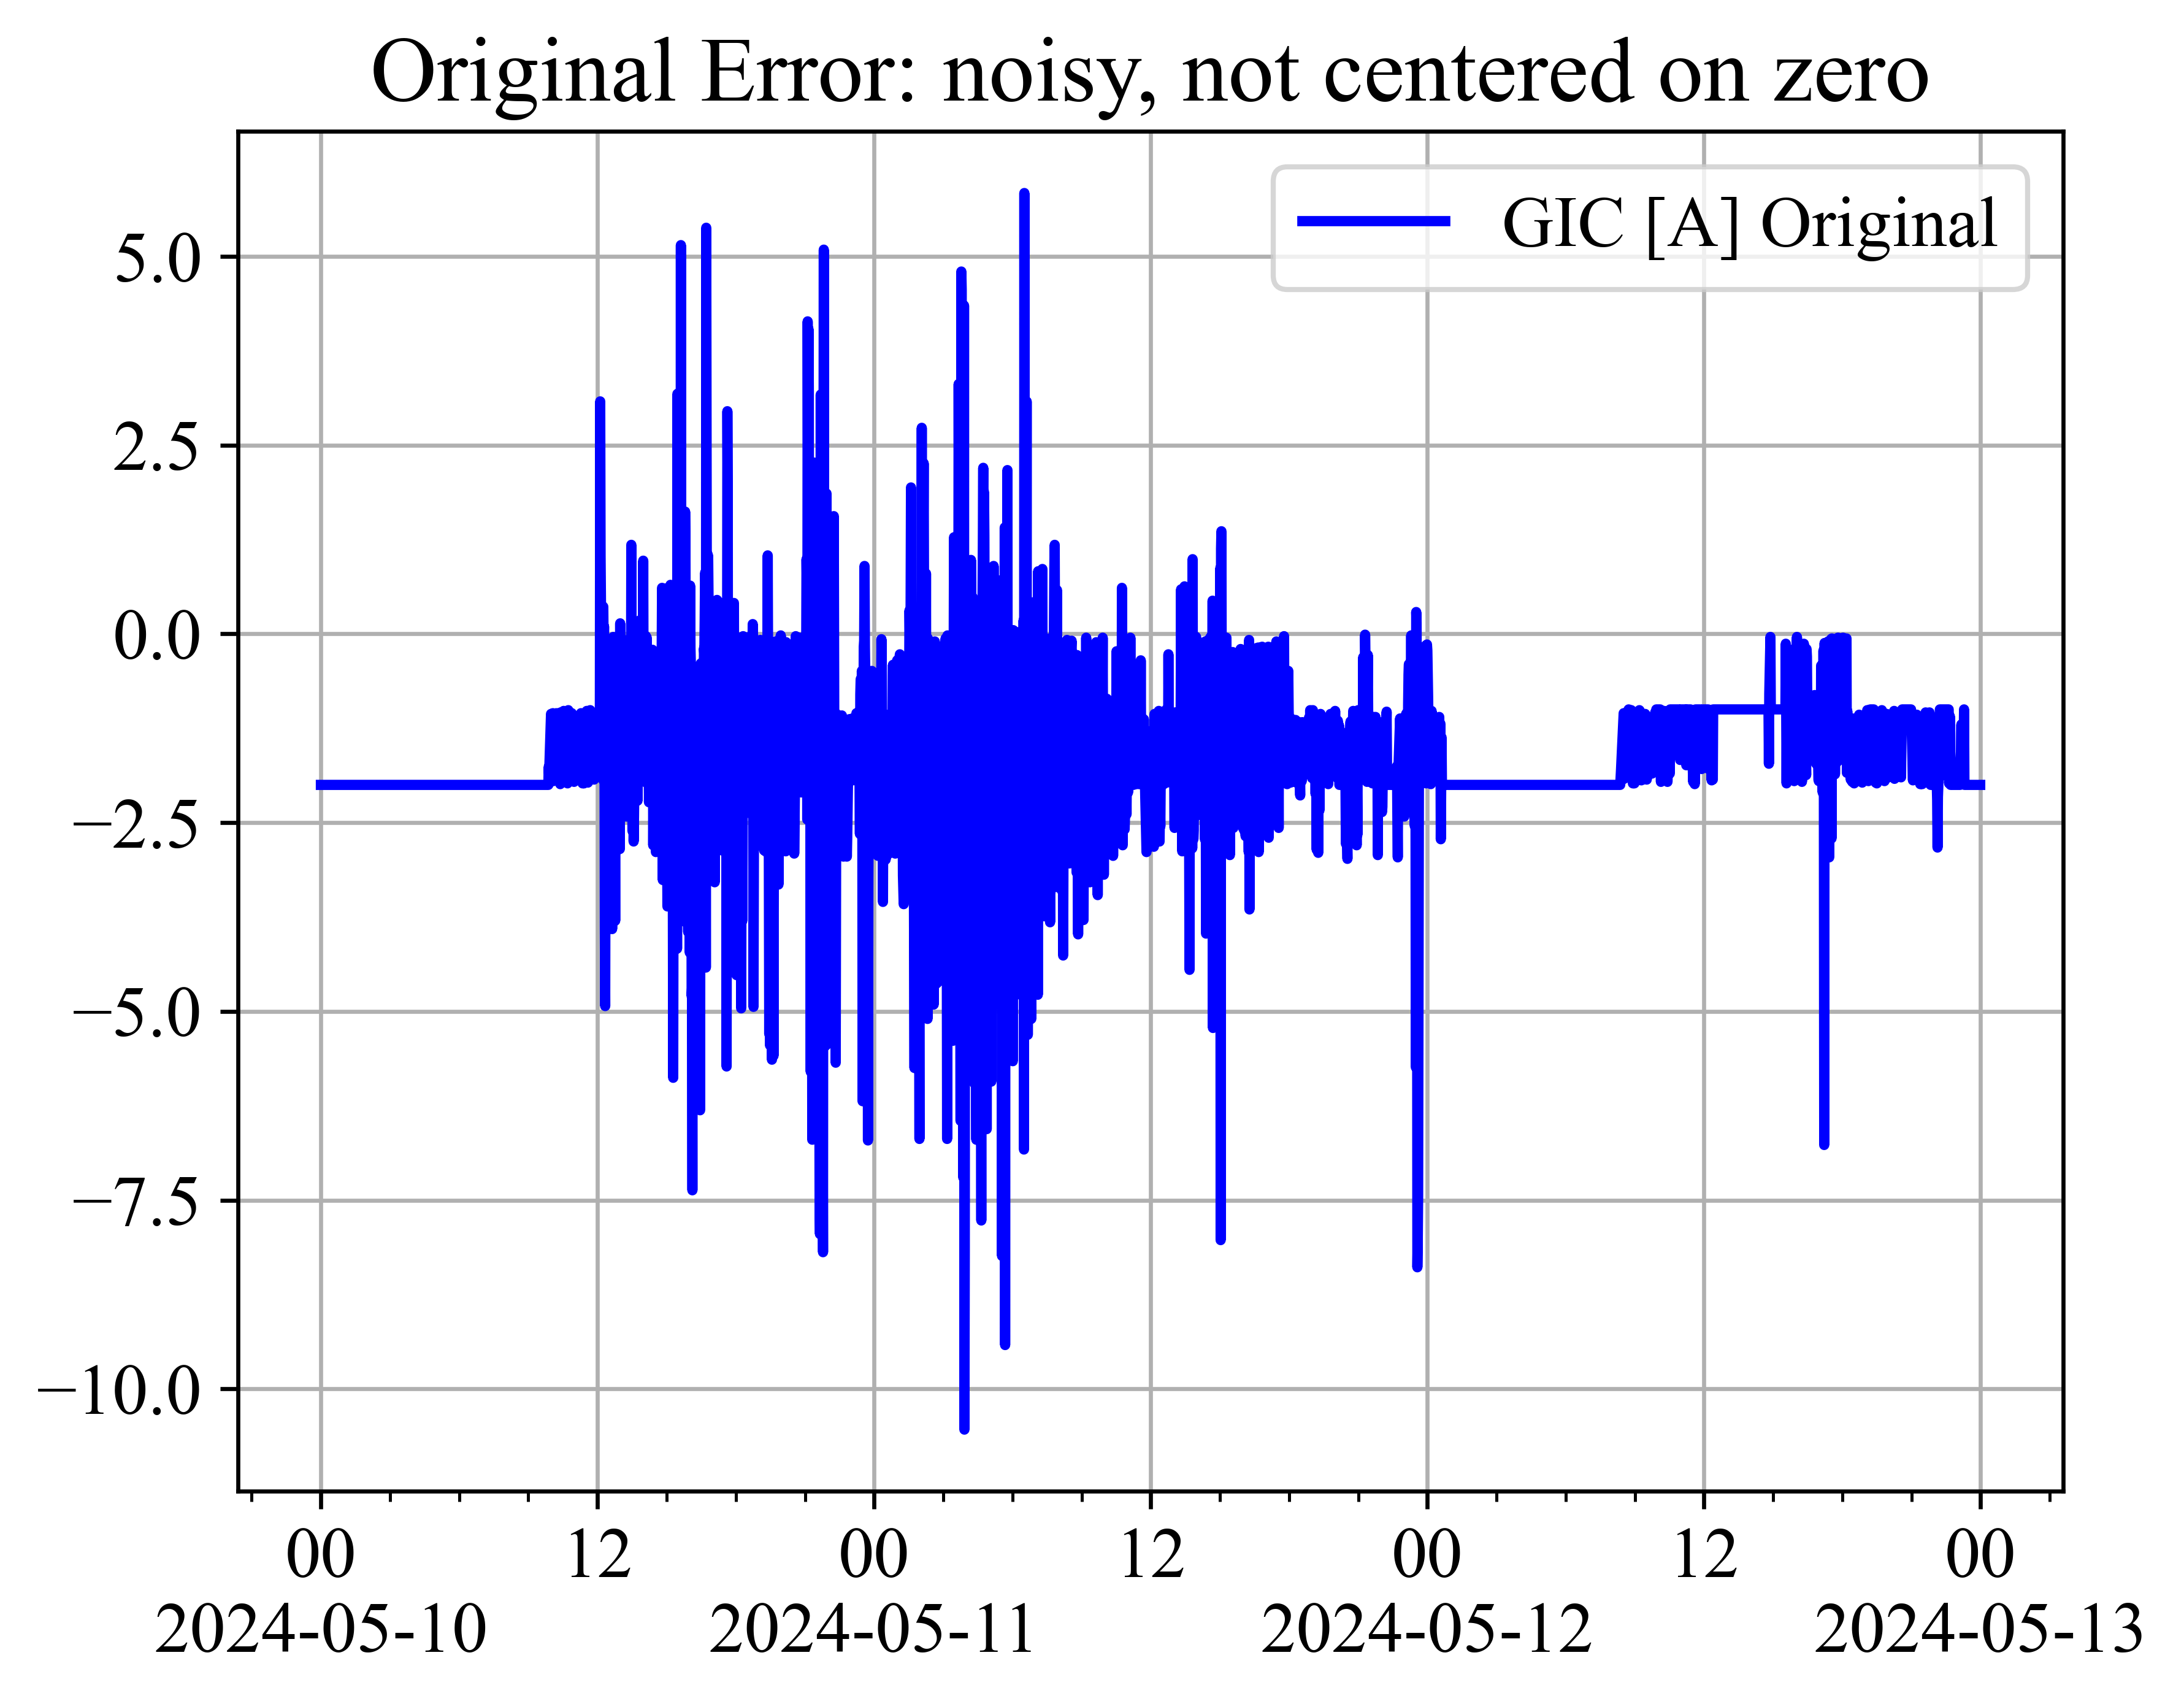 Original Error: noisy, not centered on zero
GIC [A] Original
5.0
2.5
0.0
−2.5
−5.0
−7.5
−10.0
00 12 00 12 00 12 00
2024-05-10 2024-05-11 2024-05-12 2024-05-13